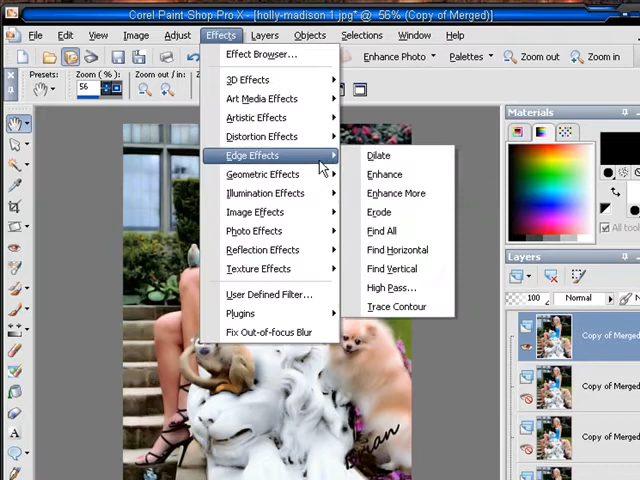 Corel Paint Shop Pro X - [holly-madison 1.jpg* @ 56% (Copy of Merged)]
File Edit View Image Adjust Effects Layers Objects Selections Window Help
Enhance Photo Palettes Zoom out Zoom in
Presets: Zoom (%): Zoom out / in:
56
Effect Browser...
3D Effects
Art Media Effects
Artistic Effects
Distortion Effects
Edge Effects
Geometric Effects
Illumination Effects
Image Effects
Photo Effects
Reflection Effects
Texture Effects
User Defined Filter...
Plugins
Fix Out-of-focus Blur
Dilate
Enhance
Enhance More
Erode
Find All
Find Horizontal
Find Vertical
High Pass...
Trace Contour
Materials
All tools
Layers
100 Normal
Copy of Merged
Copy of Merged
Copy of Merged
Copy of Merged
Brian